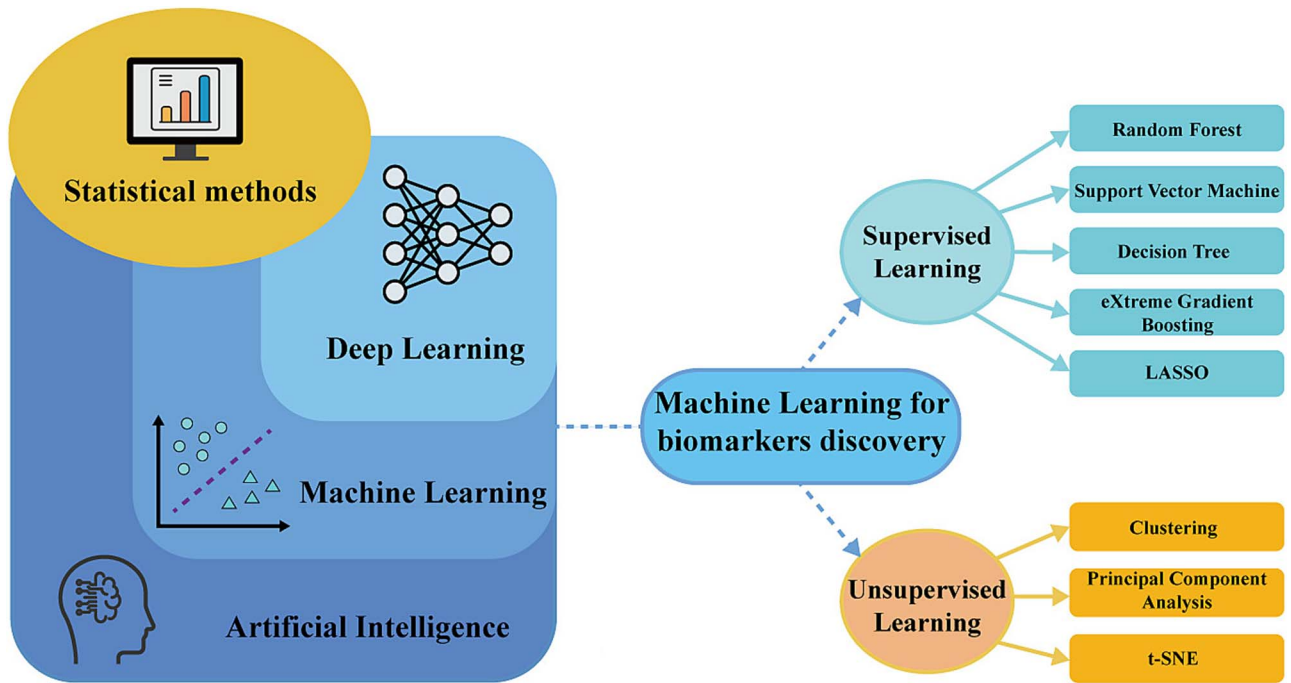 Statistical methods
Deep Learning
Machine Learning
Artificial Intelligence
Machine Learning for
biomarkers discovery
Supervised
Learning
Random Forest
Support Vector Machine
Decision Tree
eXtreme Gradient
Boosting
LASSO
Unsupervised
Learning
Clustering
Principal Component
Analysis
t-SNE